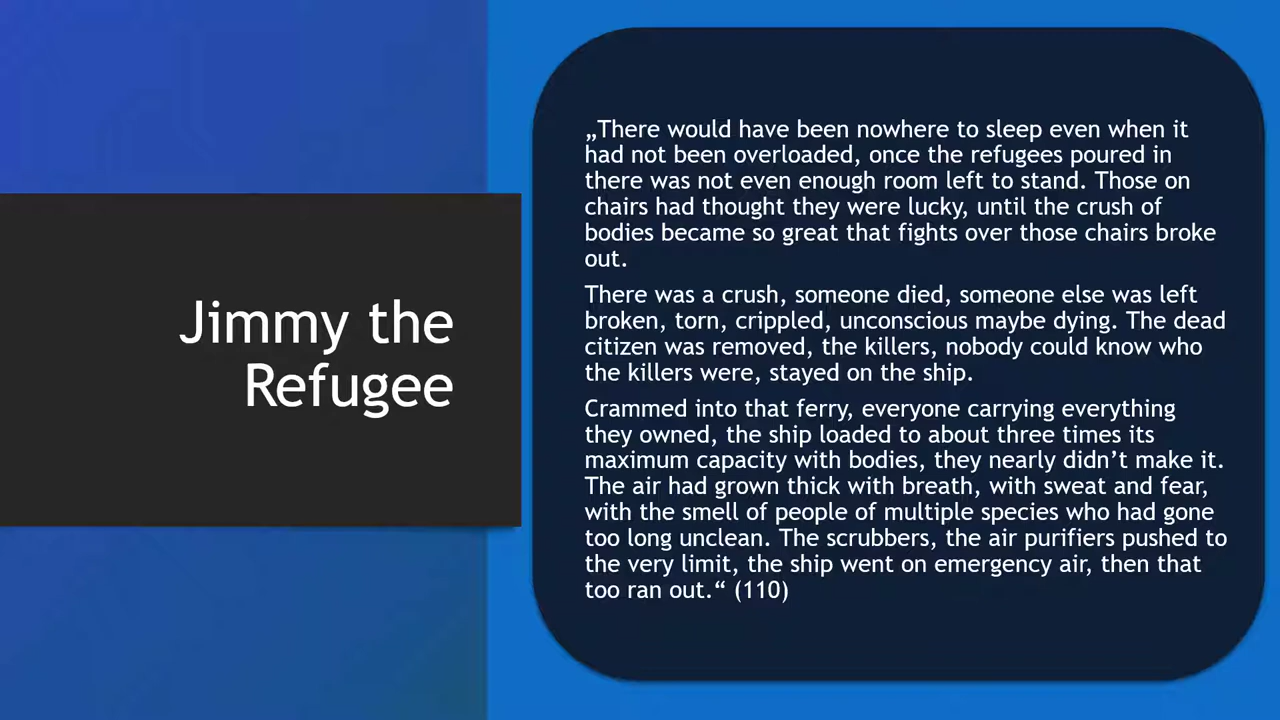 Jimmy the
Refugee
„There would have been nowhere to sleep even when it
had not been overloaded, once the refugees poured in
there was not even enough room left to stand. Those on
chairs had thought they were lucky, until the crush of
bodies became so great that fights over those chairs broke
out.
There was a crush, someone died, someone else was left
broken, torn, crippled, unconscious maybe dying. The dead
citizen was removed, the killers, nobody could know who
the killers were, stayed on the ship.
Crammed into that ferry, everyone carrying everything
they owned, the ship loaded to about three times its
maximum capacity with bodies, they nearly didn’t make it.
The air had grown thick with breath, with sweat and fear,
with the smell of people of multiple species who had gone
too long unclean. The scrubbers, the air purifiers pushed to
the very limit, the ship went on emergency air, then that
too ran out.“ (110)